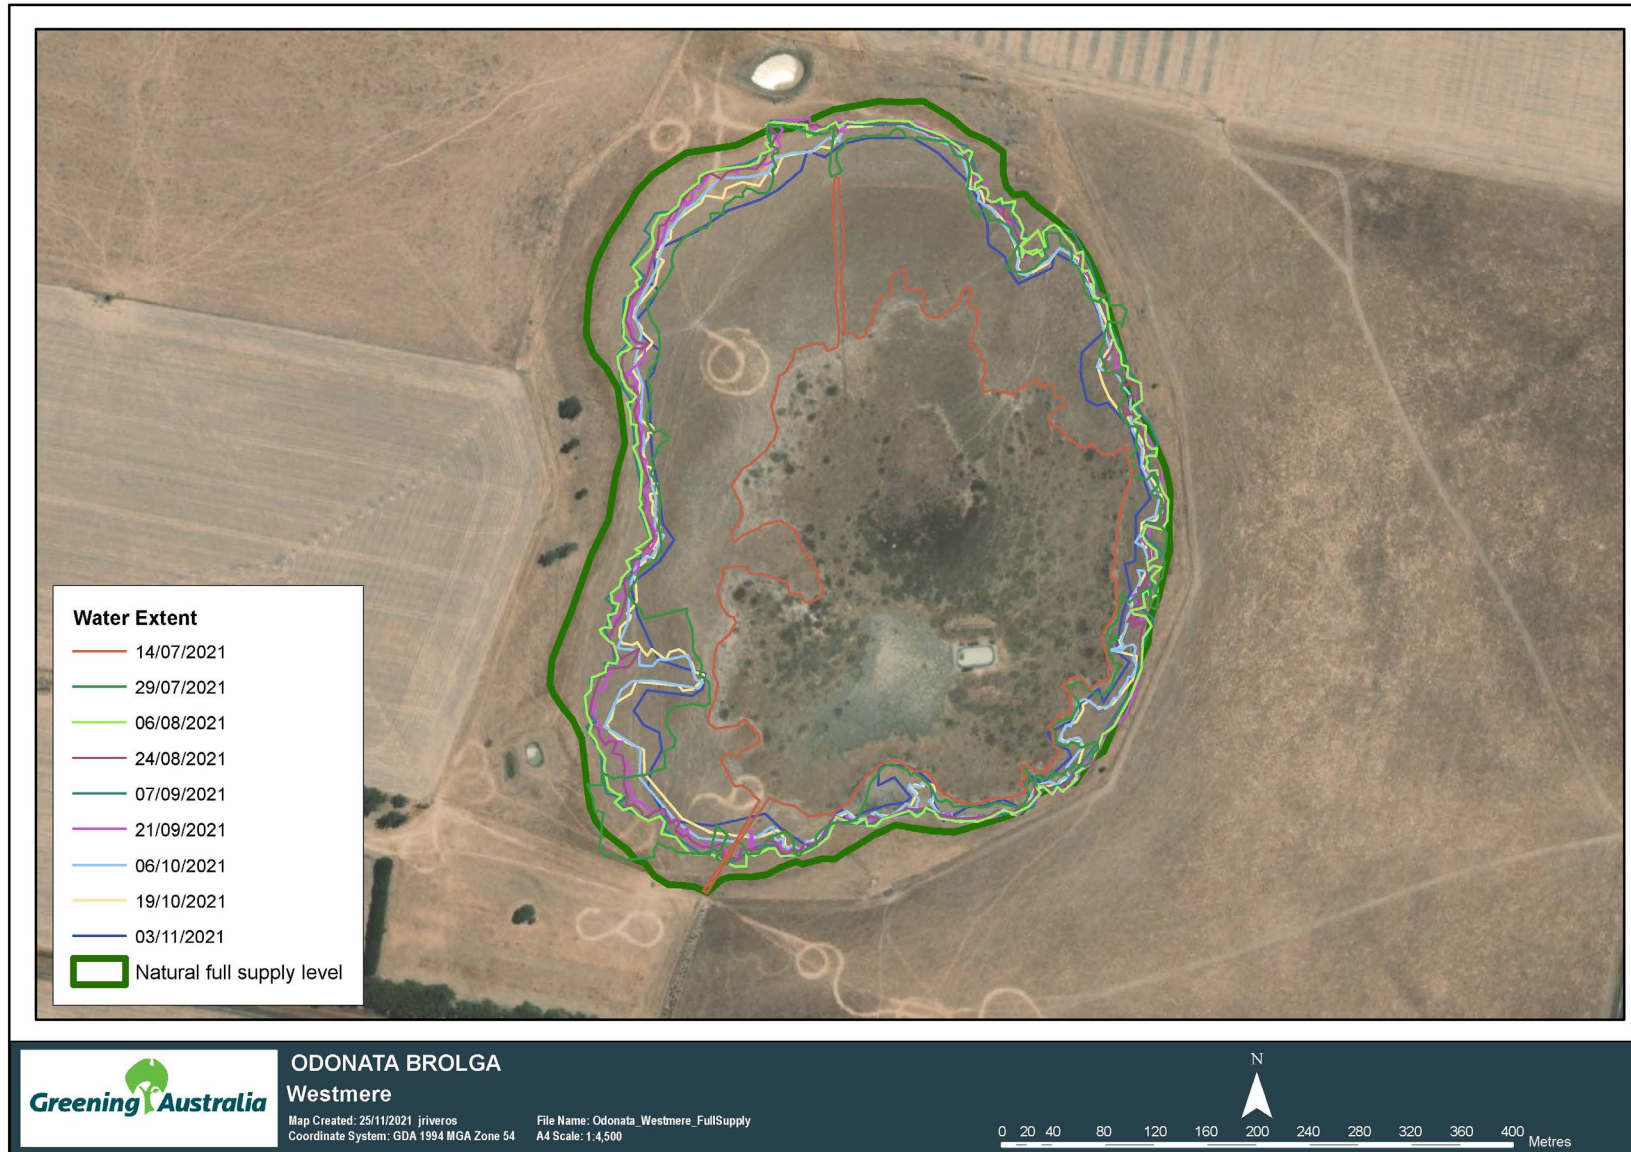 Water Extent
14/07/2021
29/07/2021
06/08/2021
24/08/2021
07/09/2021
21/09/2021
06/10/2021
19/10/2021
03/11/2021
Natural full supply level
Greening Australia
ODONATA BROLGA
Westmere
Map Created: 25/11/2021 jriveros File Name: Odonata_Westmere_FullSupply
Coordinate System: GDA 1994 MGA Zone 54 A4 Scale: 1:4,500
N
0 20 40 80 120 160 200 240 280 320 360 400 Metres